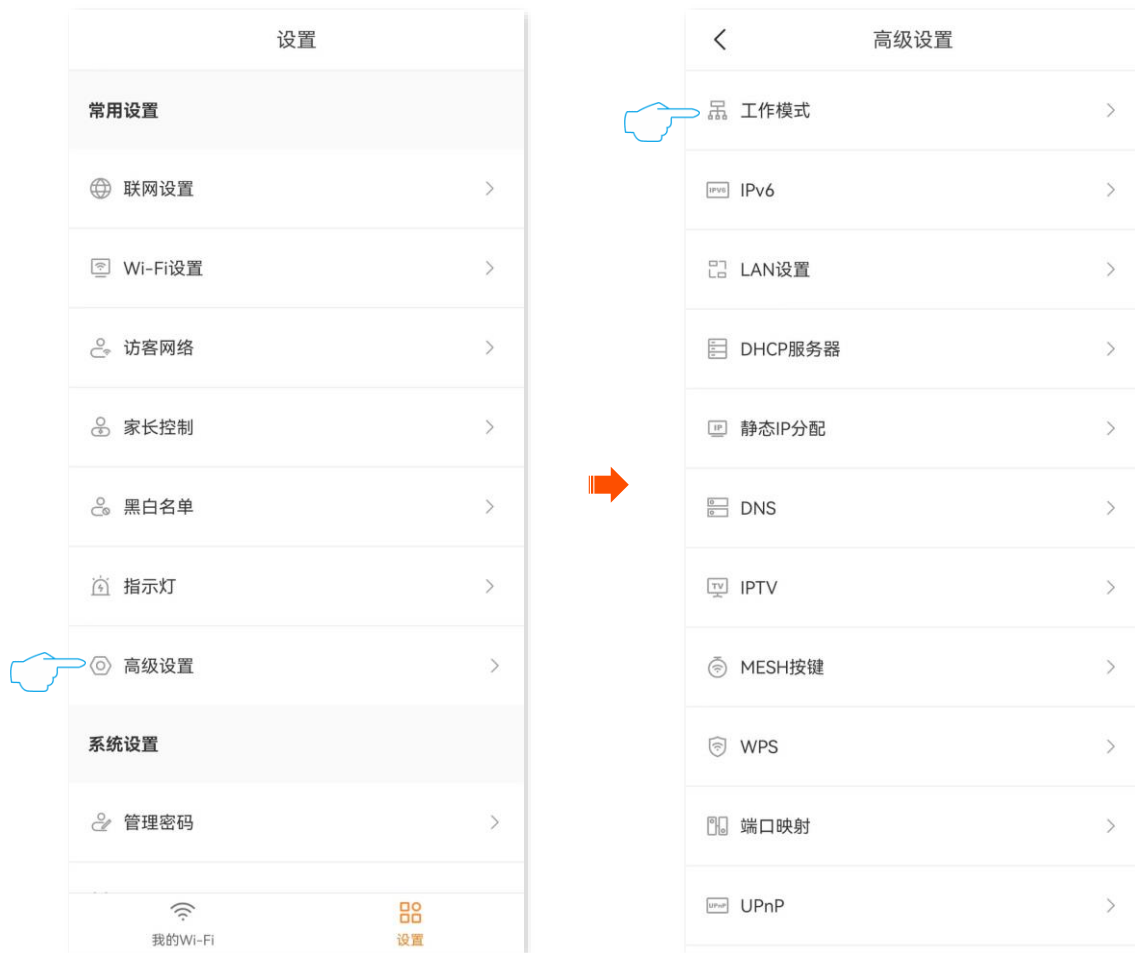 设置
常用设置
联网设置
Wi-Fi设置
访客网络
家长控制
黑白名单
指示灯
高级设置
系统设置
管理密码
我的Wi-Fi
设置
高级设置
工作模式
IPV6
IPv6
LAN设置
DHCP服务器
IP
静态IP分配
DNS
TV
IPTV
MESH按键
WPS
端口映射
UPnP
UPnP